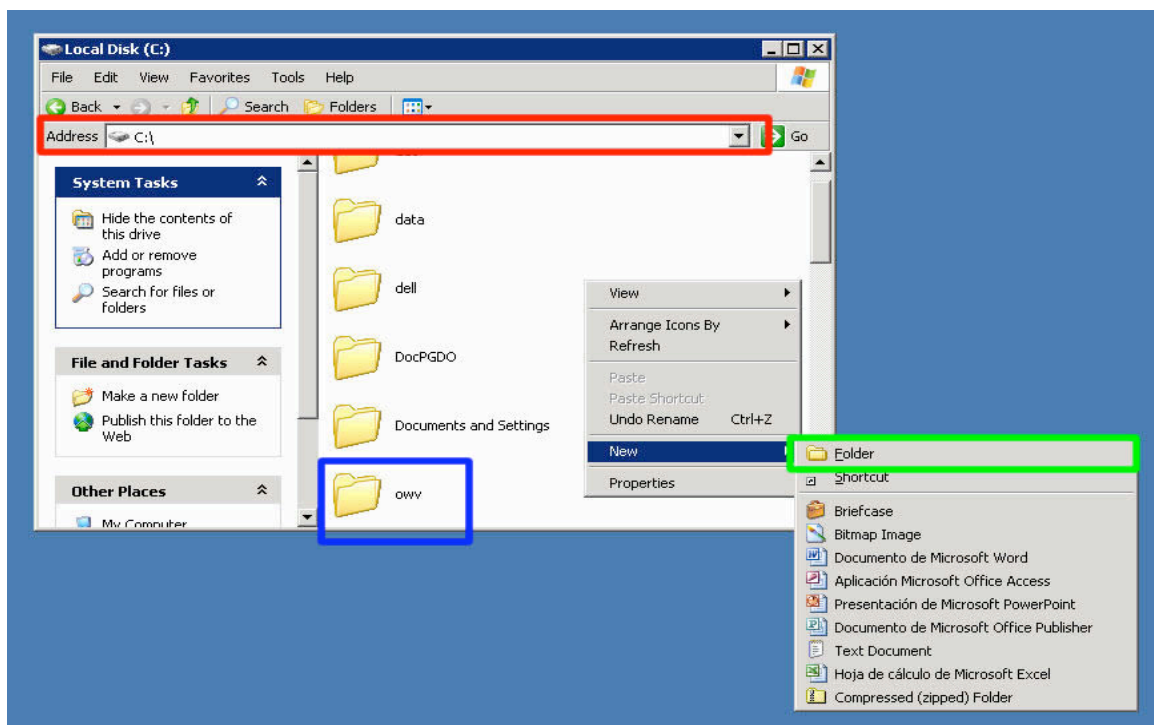 Local Disk (C:)
File Edit View Favorites Tools Help
Back Search Folders
Address C:\ Go
System Tasks
Hide the contents of
this drive
Add or remove
programs
Search for files or
folders
File and Folder Tasks
Make a new folder
Publish this folder to the
Web
Other Places
My Computer
data
dell
DocPGDO
Documents and Settings
owv
View
Arrange Icons By
Refresh
Paste
Paste Shortcut
Undo Rename Ctrl+Z
New
Properties
Folder
Shortcut
Briefcase
Bitmap Image
Documento de Microsoft Word
Aplicación Microsoft Office Access
Presentación de Microsoft PowerPoint
Documento de Microsoft Office Publisher
Text Document
Hoja de cálculo de Microsoft Excel
Compressed (zipped) Folder